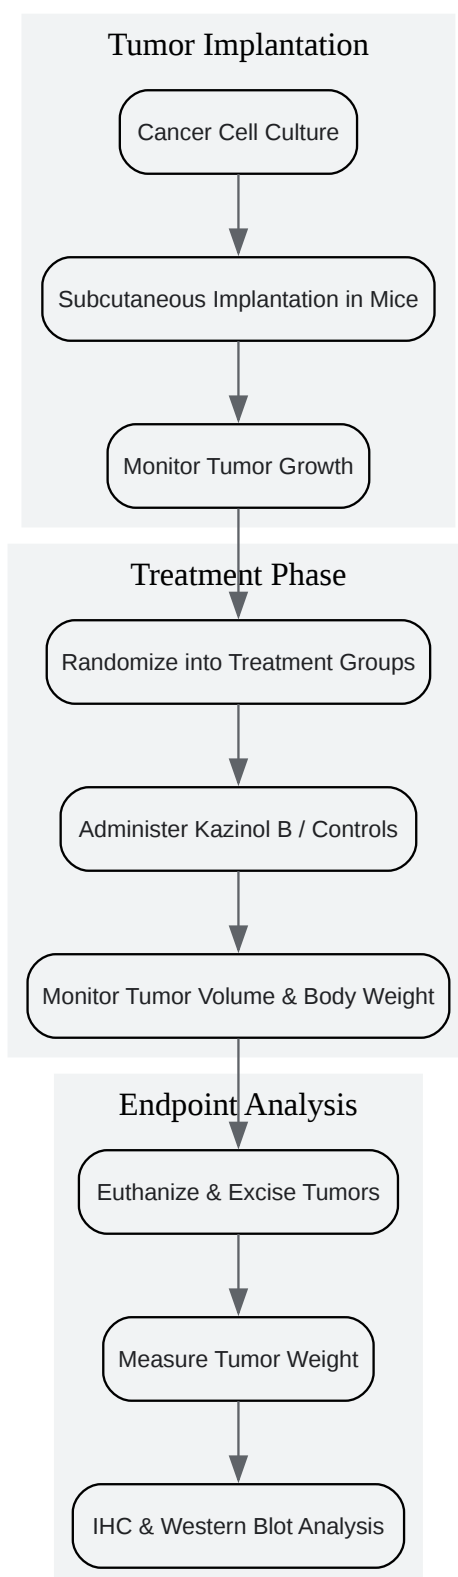 Tumor Implantation
Cancer Cell Culture
Subcutaneous Implantation in Mice
Monitor Tumor Growth
Treatment Phase
Randomize into Treatment Groups
Administer Kazinol B / Controls
Monitor Tumor Volume & Body Weight
Endpoint Analysis
Euthanize & Excise Tumors
Measure Tumor Weight
IHC & Western Blot Analysis